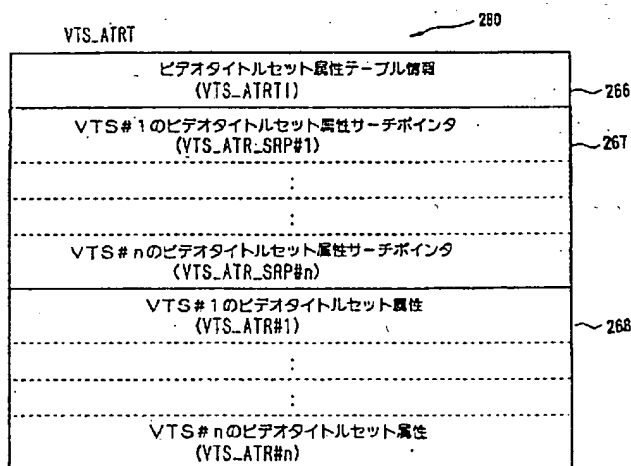 VTS_ATRT
280
ビデオタイトルセット属性テーブル情報
(VTS_ATRTI)
266
VTS#1のビデオタイトルセット属性サーチポインタ
(VTS_ATR_SRP#1)
267
:
:
VTS#nのビデオタイトルセット属性サーチポインタ
(VTS_ATR_SRP#n)
VTS#1のビデオタイトルセット属性
(VTS_ATR#1)
268
:
:
VTS#nのビデオタイトルセット属性
(VTS_ATR#n)